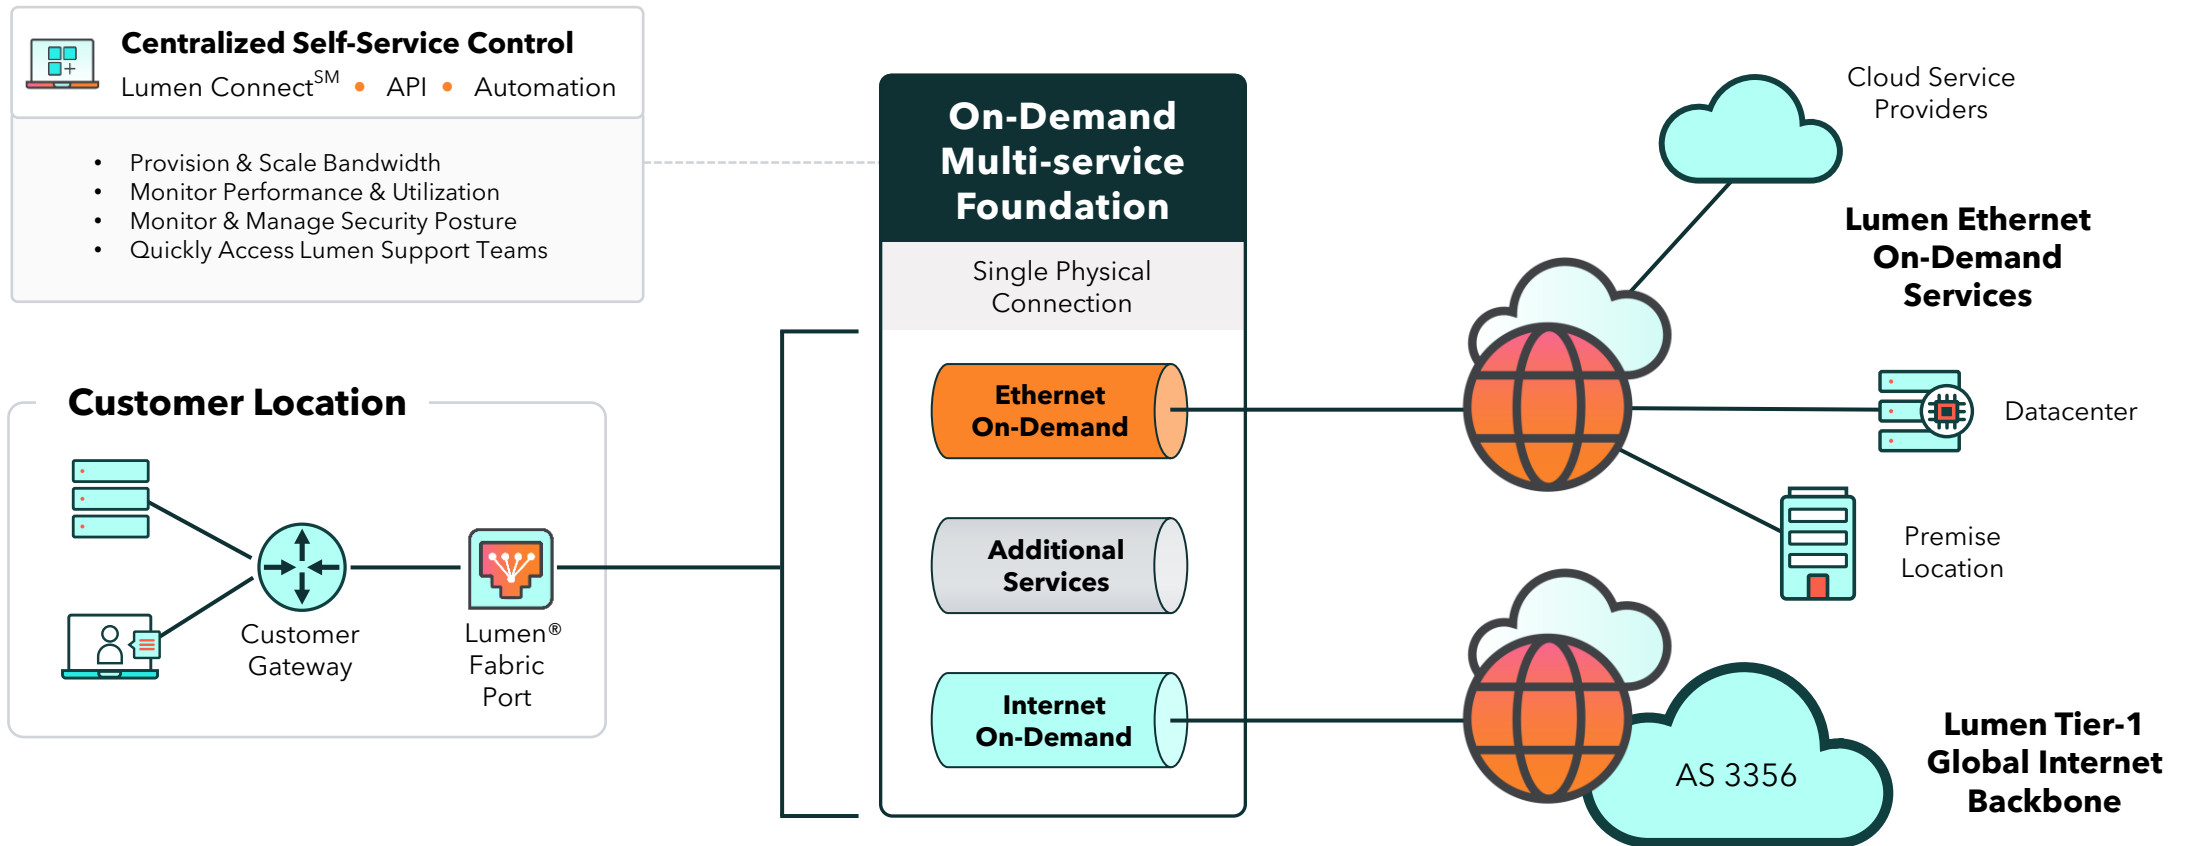 Centralized Self-Service Control
Lumen Connect℠ • API • Automation
• Provision & Scale Bandwidth
• Monitor Performance & Utilization
• Monitor & Manage Security Posture
• Quickly Access Lumen Support Teams
Customer Location
Customer
Gateway
Lumen®
Fabric
Port
On-Demand
Multi-service
Foundation
Single Physical
Connection
Ethernet
On-Demand
Additional
Services
Internet
On-Demand
Cloud Service
Providers
Lumen Ethernet
On-Demand
Services
Datacenter
Premise
Location
AS 3356
Lumen Tier-1
Global Internet
Backbone